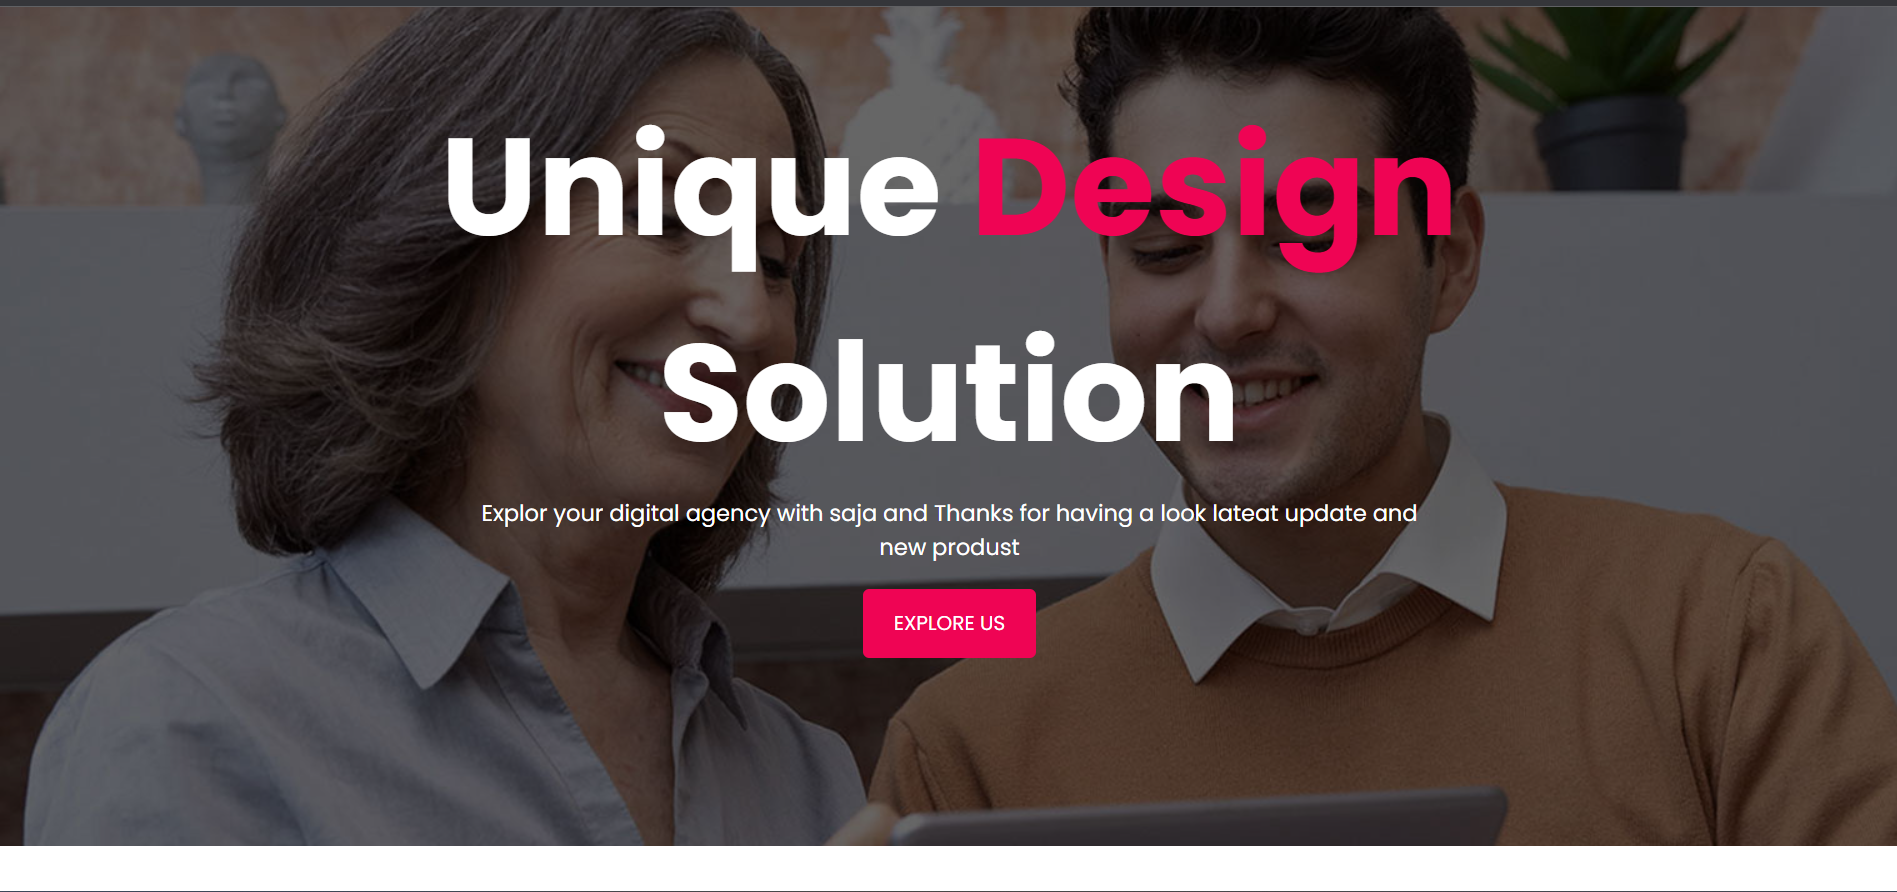 Unique Design
Solution
Explor your digital agency with saja and Thanks for having a look lateat update and
new produst
EXPLORE US